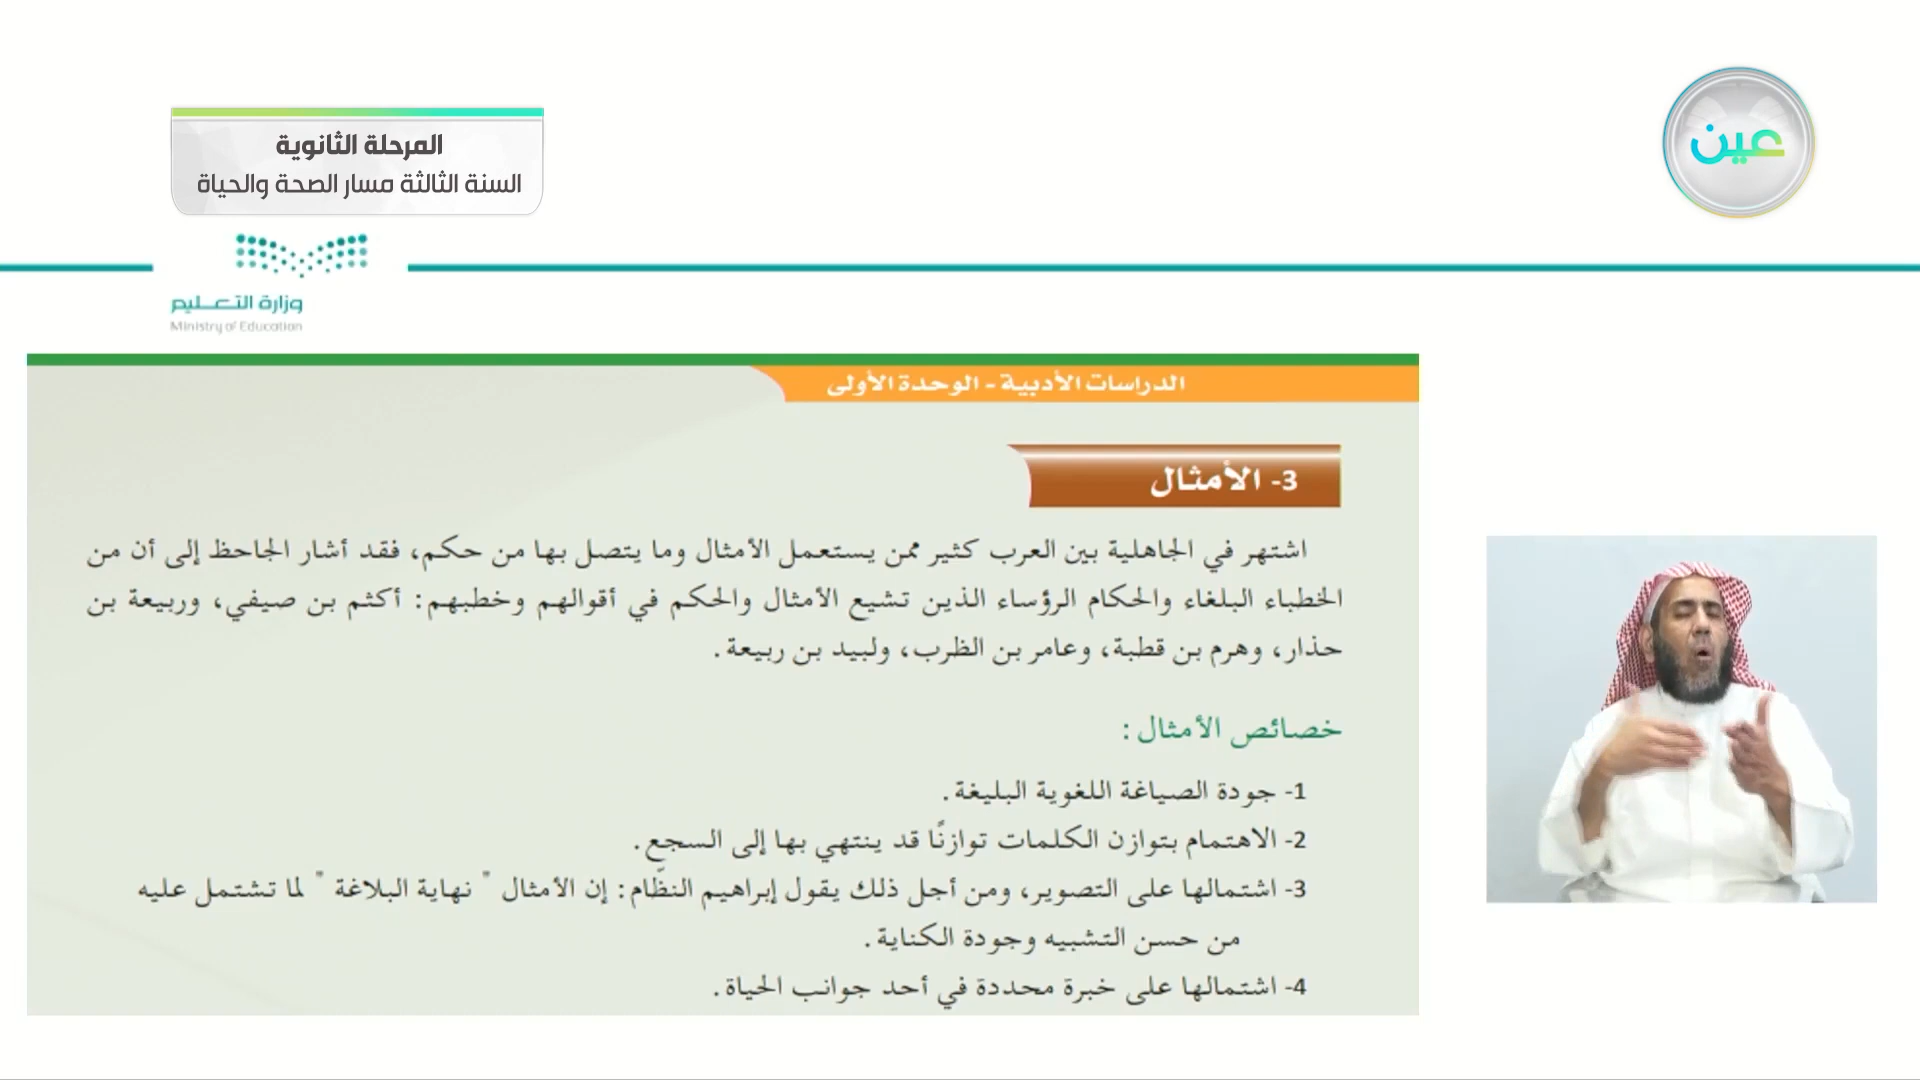 المرحلة الثانوية
السنة الثالثة مسار الصحة والحياة
عين
وزارة التعليم
Ministry of Education
الدراسات الأدبية - الوحدة الأولى
3- الأمثال
اشتهر في الجاهلية بين العرب كثير ممن يستعمل الأمثال وما يتصل بها من حكم، فقد أشار الجاحظ إلى أن من
الخطباء البلغاء والحكام الرؤساء الذين تشيع الأمثال والحكم في أقوالهم وخطبهم: أكثم بن صيفي، وربيعة بن
حذار، وهرم بن قطبة، وعامر بن الظرب، ولبيد بن ربيعة.
خصائص الأمثال:
1- جودة الصياغة اللغوية البليغة.
2- الاهتمام بتوازن الكلمات توازنًا قد ينتهي بها إلى السجع.
3- اشتمالها على التصوير، ومن أجل ذلك يقول إبراهيم النظّام: إن الأمثال " نهاية البلاغة " لما تشتمل عليه
من حسن التشبيه وجودة الكناية.
4- اشتمالها على خبرة محددة في أحد جوانب الحياة.